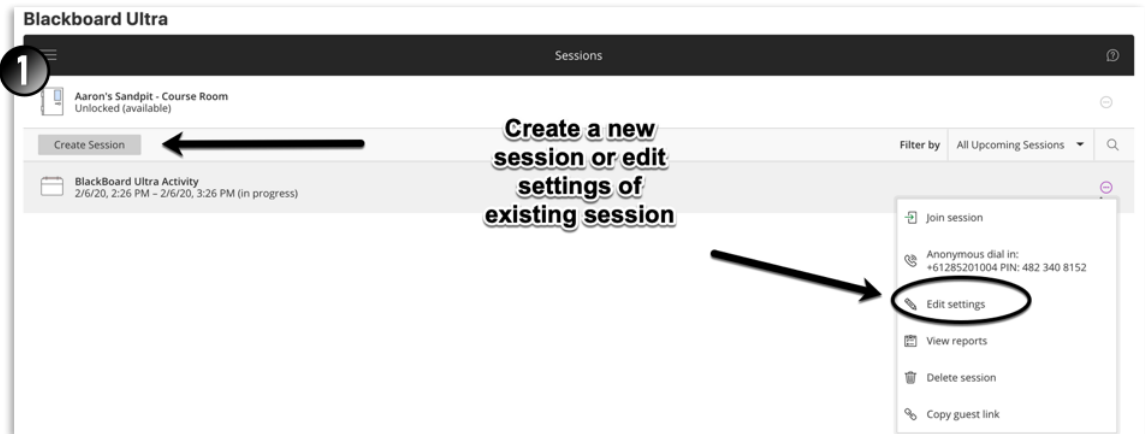 Blackboard Ultra
1
Sessions
Aaron's Sandpit - Course Room
Unlocked (available)
Create Session
Create a new
session or edit
settings of
existing session
Filter by All Upcoming Sessions
BlackBoard Ultra Activity
2/6/20, 2:26 PM – 2/6/20, 3:26 PM (in progress)
Join session
Anonymous dial in:
+61285201004 PIN: 482 340 8152
Edit settings
View reports
Delete session
Copy guest link